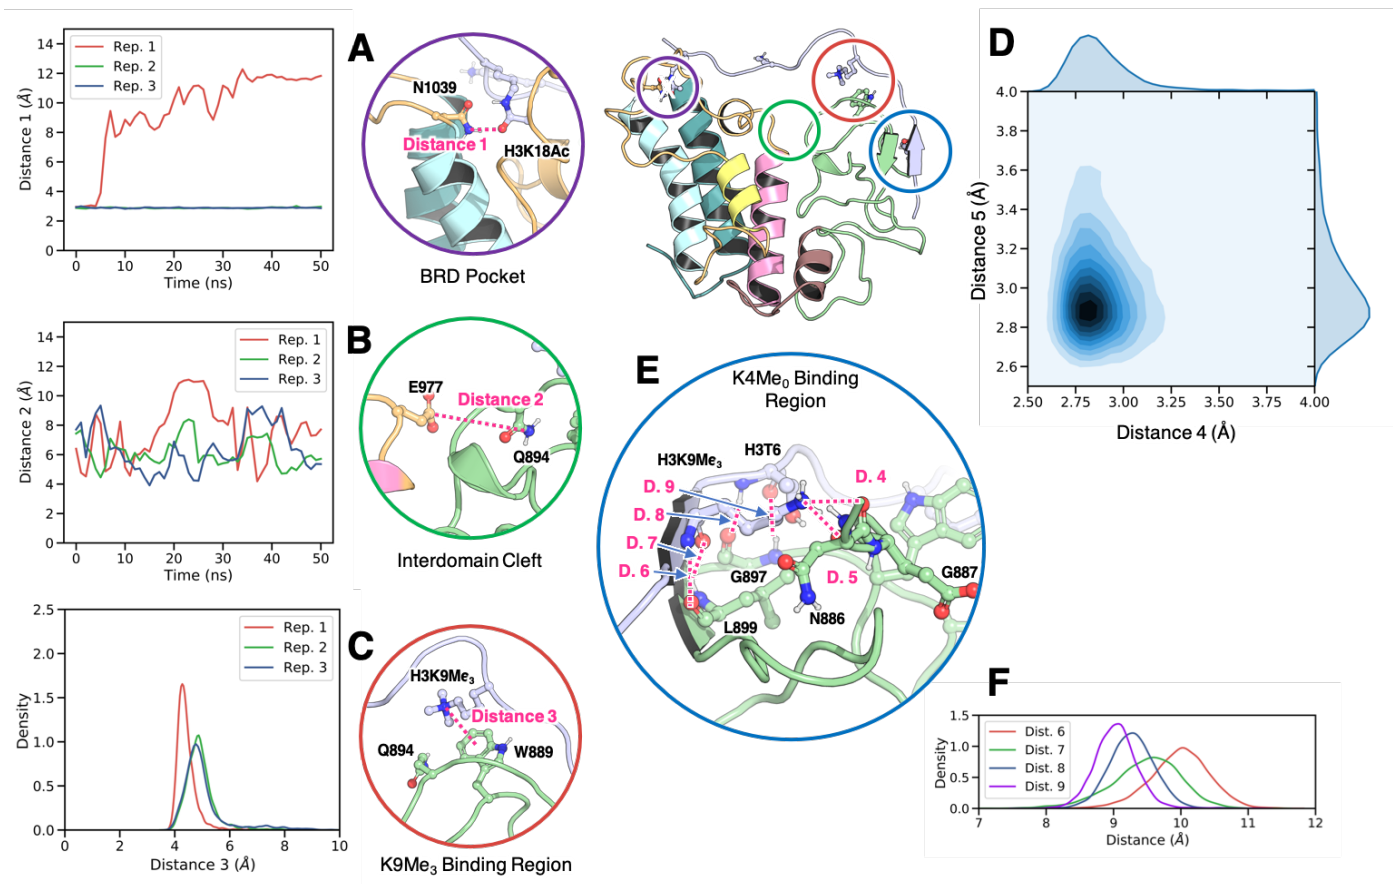 A
Distance 1 (Å)
14
12
10
8
6
4
2
0
Rep. 1
Rep. 2
Rep. 3
0 10 20 30 40 50
Time (ns)
N1039
Distance 1
H3K18Ac
BRD Pocket
B
Distance 2 (Å)
14
12
10
8
6
4
2
0
Rep. 1
Rep. 2
Rep. 3
0 10 20 30 40 50
Time (ns)
E977
Distance 2
Q894
Interdomain Cleft
C
Density
2.5
2.0
1.5
1.0
0.5
0.0
Rep. 1
Rep. 2
Rep. 3
0 2 4 6 8 10
Distance 3 (Å)
H3K9Me₃
Distance 3
Q894
W889
K9Me₃ Binding Region
D
Distance 5 (Å)
4.0
3.8
3.6
3.4
3.2
3.0
2.8
2.6
2.50 2.75 3.00 3.25 3.50 3.75 4.00
Distance 4 (Å)
E
K4Me₀ Binding
Region
H3T6
H3K9Me₃
D. 9
D. 8
D. 7
D. 6
D. 4
D. 5
G897
G887
N886
L899
F
Density
1.5
1.0
0.5
0.0
Dist. 6
Dist. 7
Dist. 8
Dist. 9
7 8 9 10 11 12
Distance (Å)